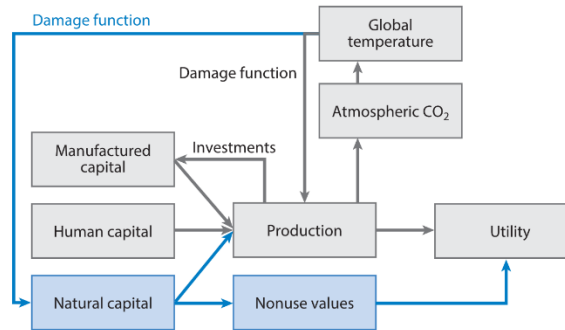 Damage function
Global
temperature
Damage function
Atmospheric CO₂
Investments
Manufactured
capital
Human capital
Production
Utility
Natural capital
Nonuse values